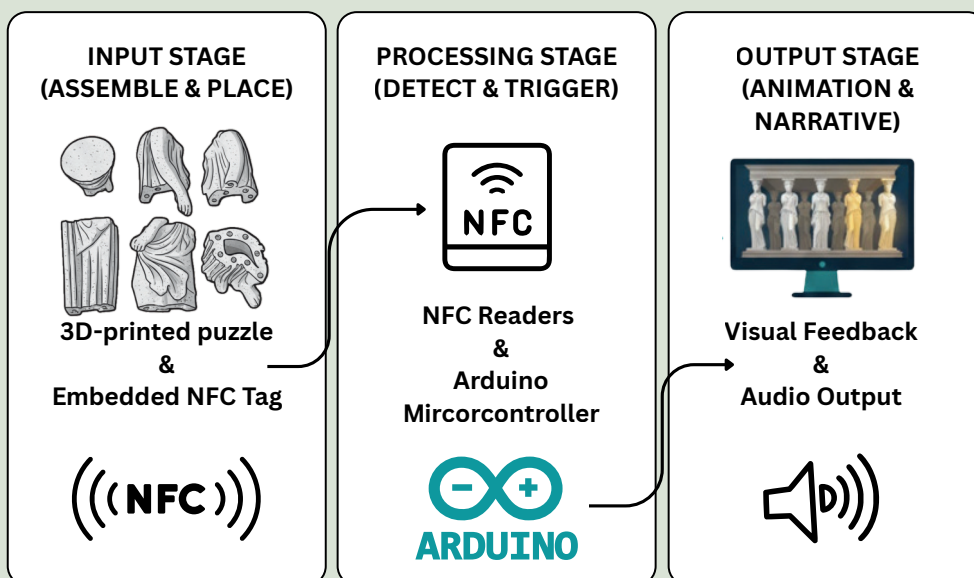 INPUT STAGE
(ASSEMBLE & PLACE)
3D-printed puzzle
&
Embedded NFC Tag
NFC
PROCESSING STAGE
(DETECT & TRIGGER)
NFC
NFC Readers
&
Arduino
Mircorcontroller
ARDUINO
OUTPUT STAGE
(ANIMATION &
NARRATIVE)
Visual Feedback
&
Audio Output